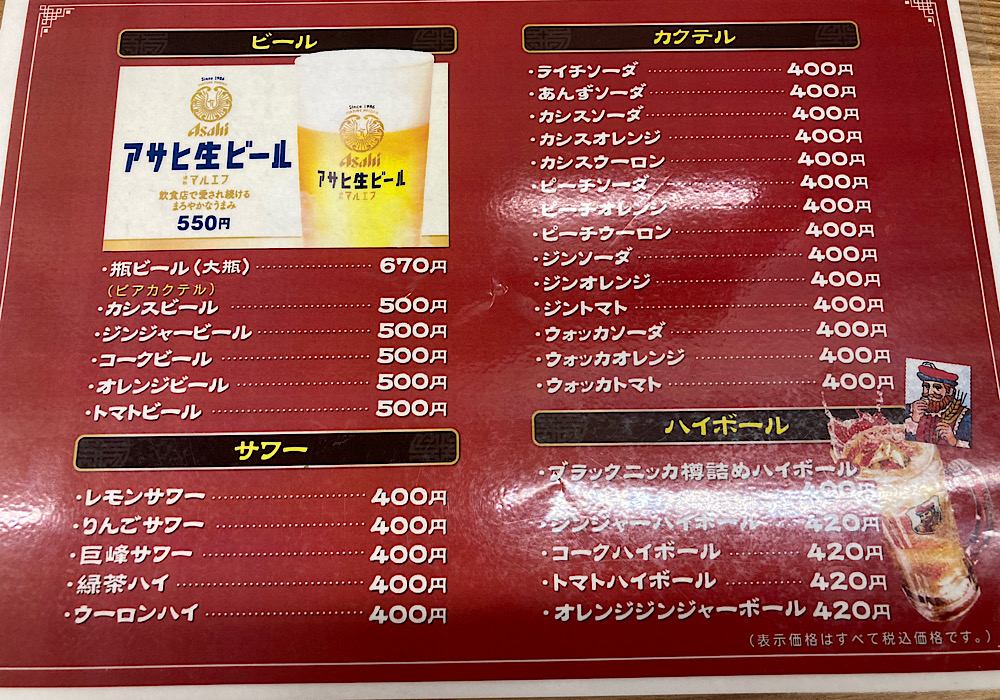 ビール
Since 1986
Asahi
アサヒ生ビール
通称 マルエフ
飲食店で愛され続ける
まろやかなうまみ
550円
Since 1986
Asahi
アサヒ生ビール
通称 マルエフ
・瓶ビール(大瓶) 670円
(ビアカクテル)
・カシスビール 500円
・ジンジャービール 500円
・コークビール 500円
・オレンジビール 500円
・トマトビール 500円
サワー
・レモンサワー 400円
・りんごサワー 400円
・巨峰サワー 400円
・緑茶ハイ 400円
・ウーロンハイ 400円
カクテル
・ライチソーダ 400円
・あんずソーダ 400円
・カシスソーダ 400円
・カシスオレンジ 400円
・カシスウーロン 400円
・ピーチソーダ 400円
・ピーチオレンジ 400円
・ピーチウーロン 400円
・ジンソーダ 400円
・ジンオレンジ 400円
・ジントマト 400円
・ウォッカソーダ 400円
・ウォッカオレンジ 400円
・ウォッカトマト 400円
ハイボール
・ブラックニッカ樽詰めハイボール
400円
・ジンジャーハイボール 420円
・コークハイボール 420円
・トマトハイボール 420円
・オレンジジンジャーボール 420円
(表示価格はすべて税込価格です。)